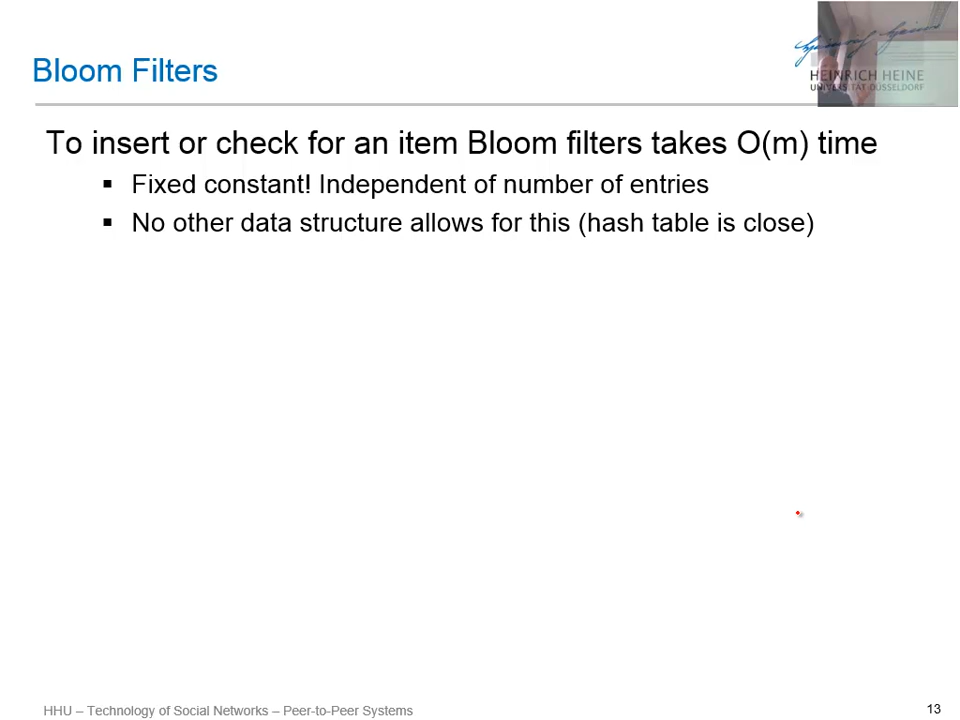 Bloom Filters
HEINRICH HEINE
UNIVERSITÄT DÜSSELDORF
To insert or check for an item Bloom filters takes O(m) time
▪ Fixed constant! Independent of number of entries
▪ No other data structure allows for this (hash table is close)
HHU – Technology of Social Networks – Peer-to-Peer Systems
13